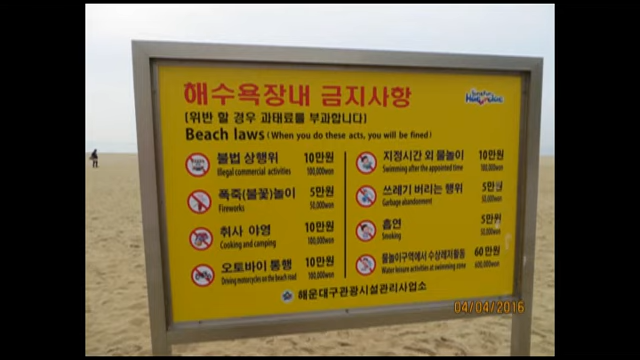 해수욕장내 금지사항
(위반 할 경우 과태료를 부과합니다)
Beach laws (When you do these acts, you will be fined)
불법 상행위 10만원
Illegal commercial activities 100,000won
폭죽(불꽃)놀이 5만원
Fireworks 50,000won
취사 야영 10만원
Cooking and camping 100,000won
오토바이 통행 10만원
Driving motorcycles on the beach road 100,000won
지정시간 외 물놀이 10만원
Swimming after the appointed time 100,000won
쓰레기 버리는 행위 5만원
Garbage abandonment 50,000won
흡연 5만원
Smoking 50,000won
물놀이구역에서 수상레저활동 60만원
Water leisure activities at swimming zone 600,000won
해운대구관광시설관리사업소
04/04/2016